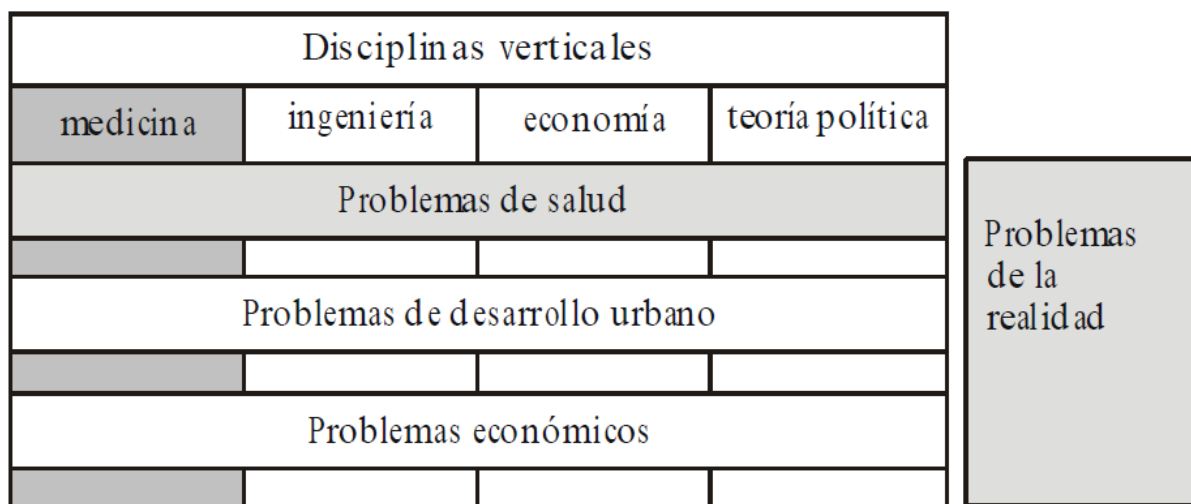 Disciplinas verticales
medicina ingeniería economía teoría política
Problemas de salud
Problemas de desarrollo urbano
Problemas económicos
Problemas
de la
realidad